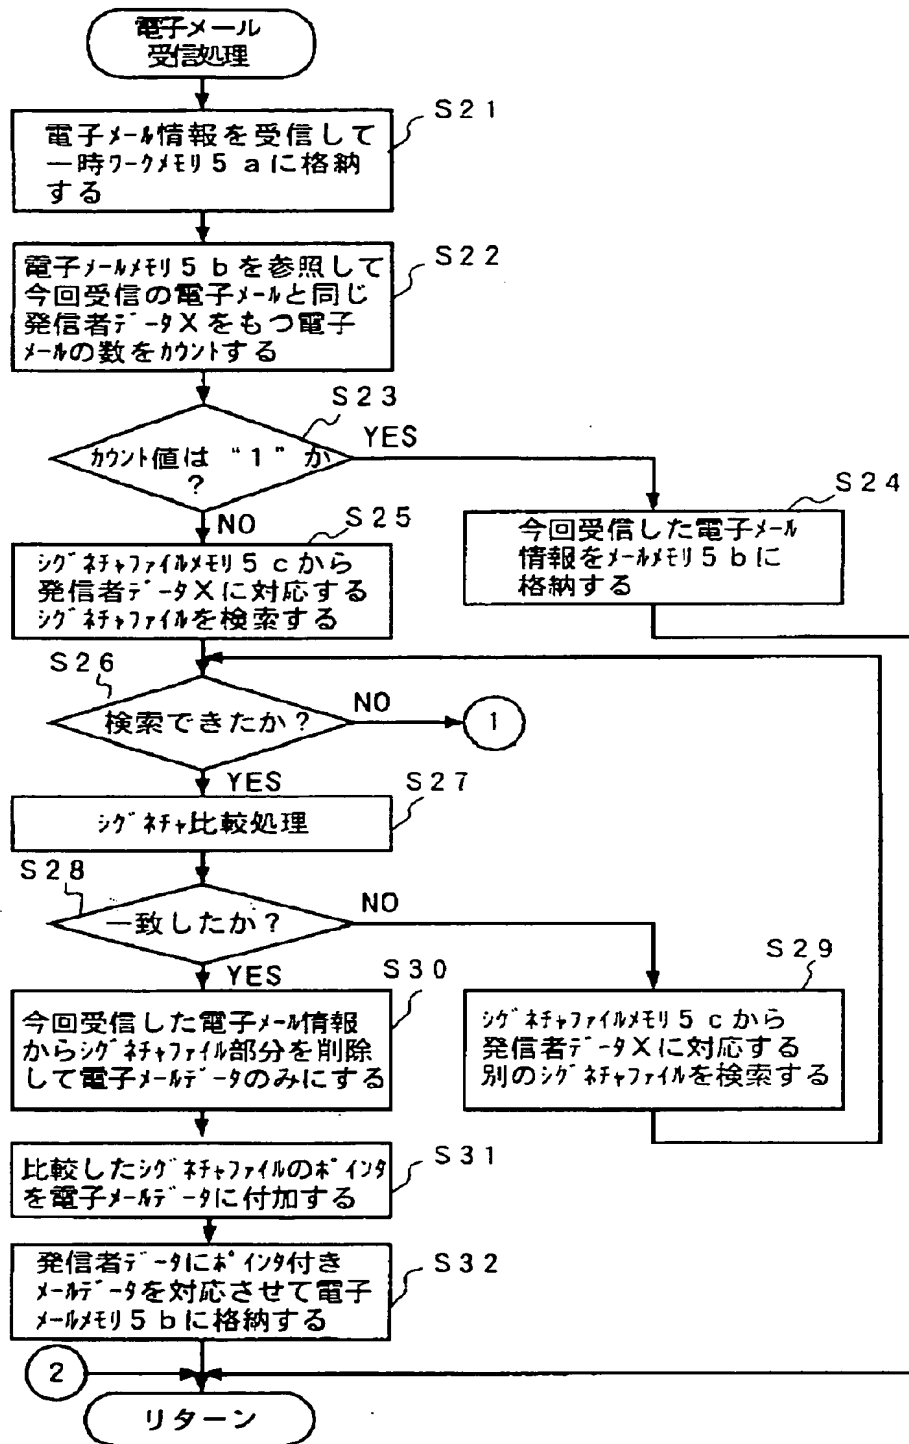 電子メール
受信処理
S21
電子ﾒｰﾙ情報を受信して
一時ﾜｰｸﾒﾓﾘ5aに格納
する
S22
電子ﾒｰﾙﾒﾓﾘ5bを参照して
今回受信の電子ﾒｰﾙと同じ
発信者ﾃﾞｰﾀXをもつ電子
ﾒｰﾙの数をｶｳﾝﾄする
S23
ｶｳﾝﾄ値は“1”か
?
YES
NO
S24
今回受信した電子ﾒｰﾙ
情報をﾒｰﾙﾒﾓﾘ5bに
格納する
S25
ｼｸﾞﾈﾁｬﾌｧｲﾙﾒﾓﾘ5cから
発信者ﾃﾞｰﾀXに対応する
ｼｸﾞﾈﾁｬﾌｧｲﾙを検索する
S26
検索できたか?
NO
1
YES
S27
ｼｸﾞﾈﾁｬ比較処理
S28
一致したか?
NO
YES
S29
ｼｸﾞﾈﾁｬﾌｧｲﾙﾒﾓﾘ5cから
発信者ﾃﾞｰﾀXに対応する
別のｼｸﾞﾈﾁｬﾌｧｲﾙを検索する
S30
今回受信した電子ﾒｰﾙ情報
からｼｸﾞﾈﾁｬﾌｧｲﾙ部分を削除
して電子ﾒｰﾙﾃﾞｰﾀのみにする
S31
比較したｼｸﾞﾈﾁｬﾌｧｲﾙのﾎﾟｲﾝﾀ
を電子ﾒｰﾙﾃﾞｰﾀに付加する
S32
発信者ﾃﾞｰﾀにﾎﾟｲﾝﾀ付き
ﾒｰﾙﾃﾞｰﾀを対応させて電子
ﾒｰﾙﾒﾓﾘ5bに格納する
2
リターン